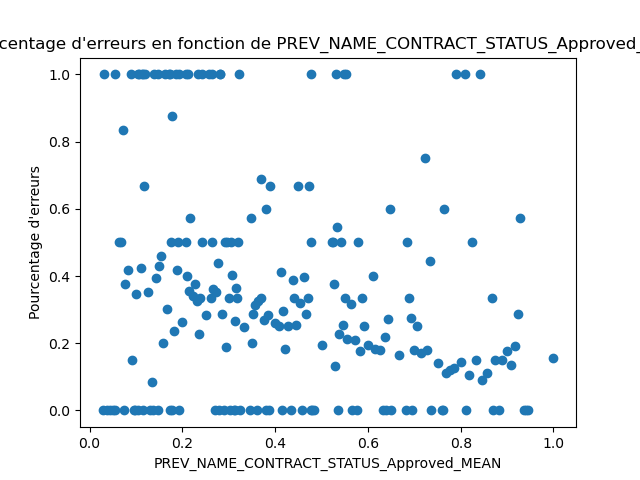 centage d'erreurs en fonction de PREV_NAME_CONTRACT_STATUS_Approved_
1.0
0.8
0.6
0.4
0.2
0.0
Pourcentage d'erreurs
0.0 0.2 0.4 0.6 0.8 1.0
PREV_NAME_CONTRACT_STATUS_Approved_MEAN